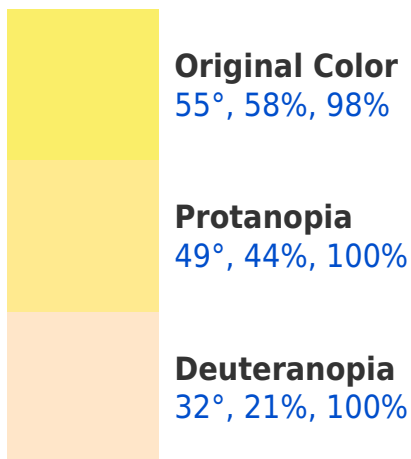 Original Color
55°, 58%, 98%
Protanopia
49°, 44%, 100%
Deuteranopia
32°, 21%, 100%